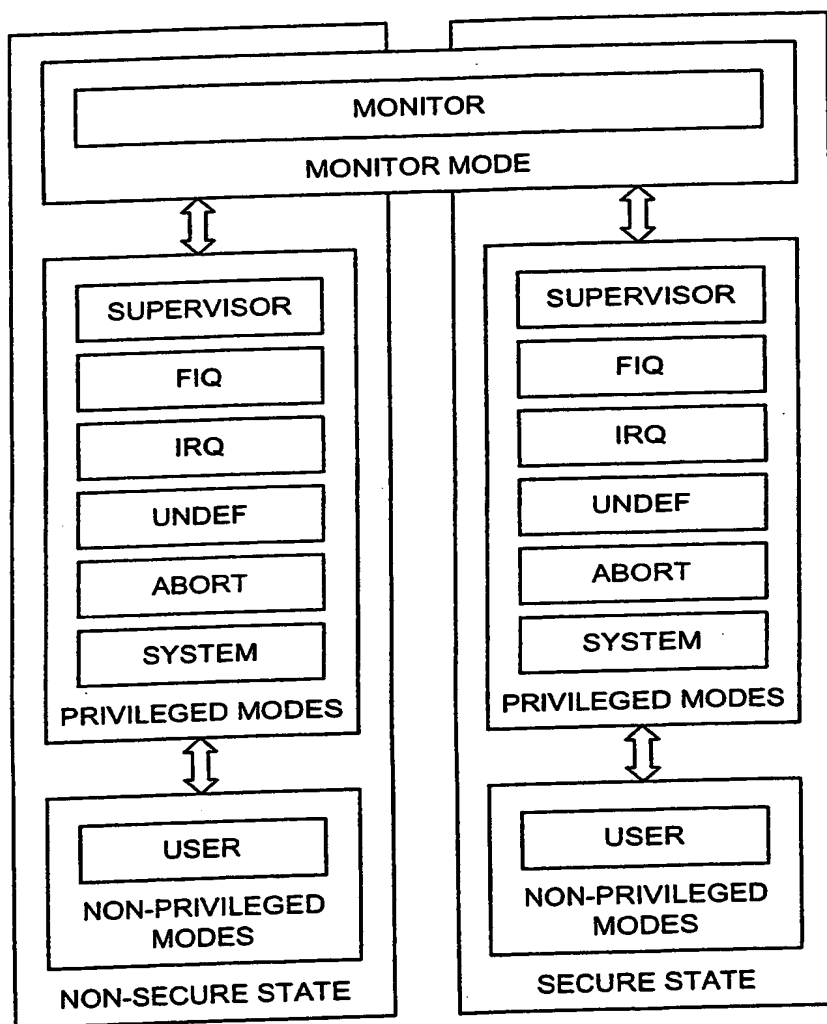 MONITOR
MONITOR MODE
SUPERVISOR
FIQ
IRQ
UNDEF
ABORT
SYSTEM
PRIVILEGED MODES
USER
NON-PRIVILEGED
MODES
NON-SECURE STATE
SUPERVISOR
FIQ
IRQ
UNDEF
ABORT
SYSTEM
PRIVILEGED MODES
USER
NON-PRIVILEGED
MODES
SECURE STATE